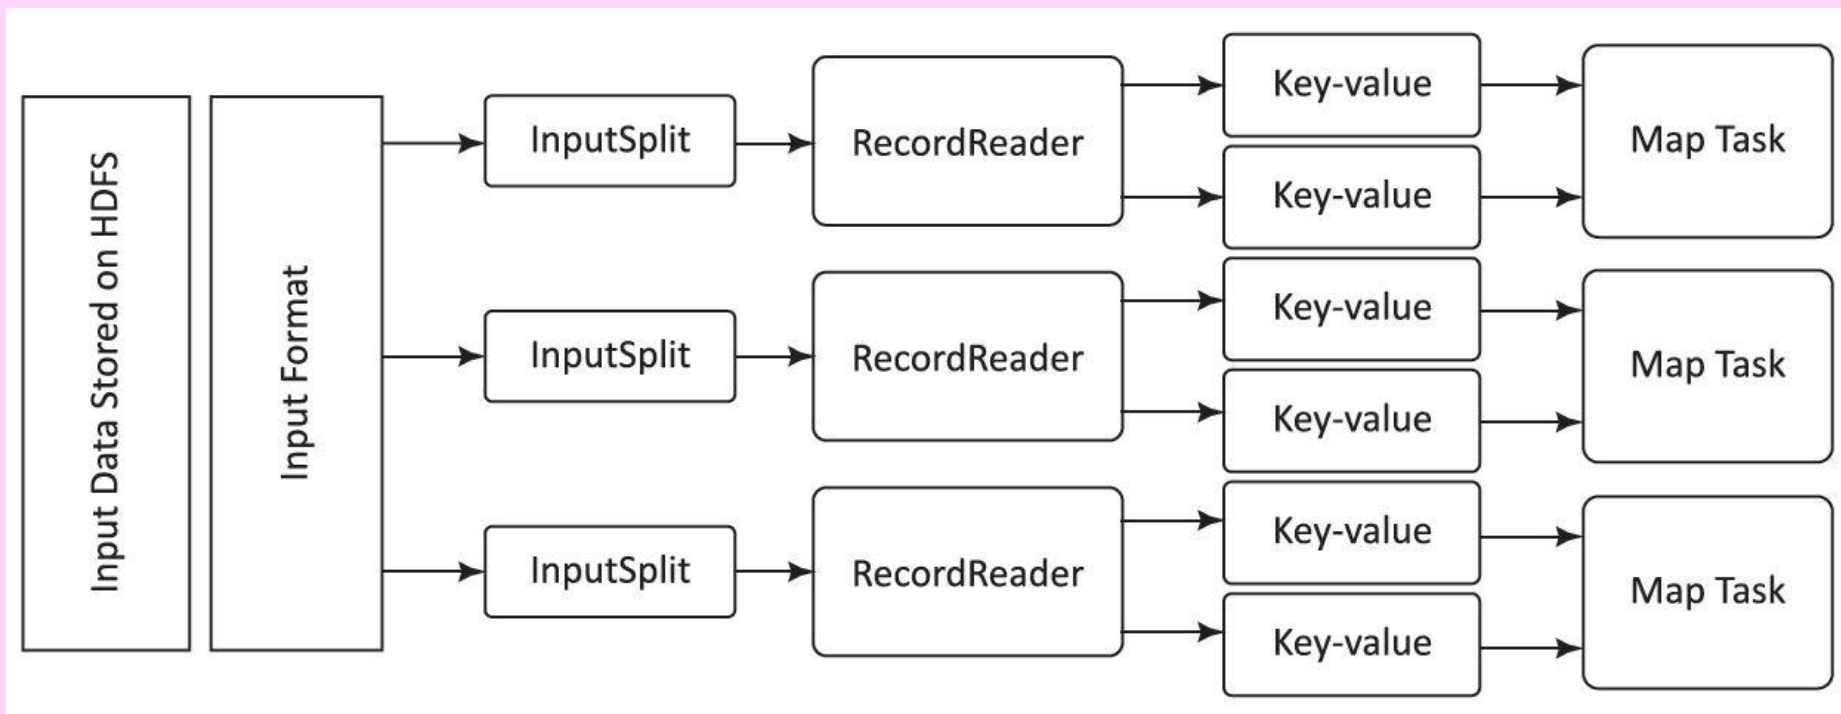 Input Data Stored on HDFS
Input Format
InputSplit
RecordReader
Key-value
Key-value
Map Task
InputSplit
RecordReader
Key-value
Key-value
Map Task
InputSplit
RecordReader
Key-value
Key-value
Map Task